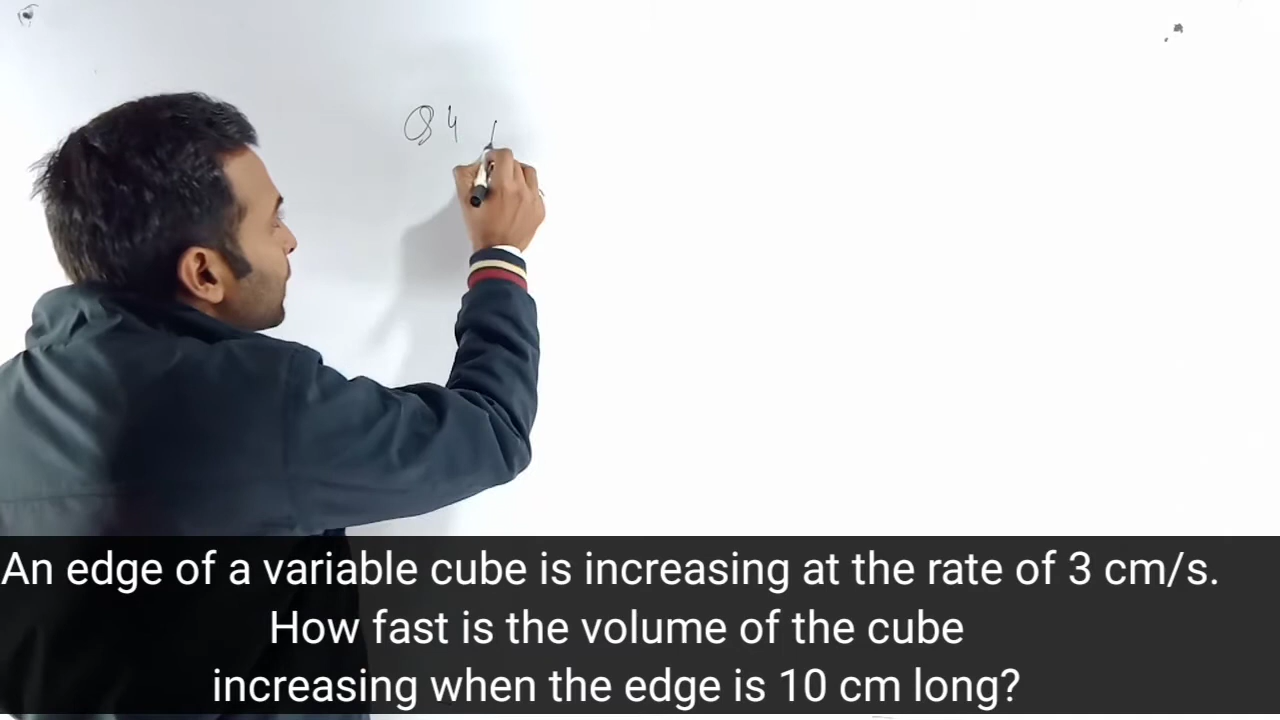 Q 4
An edge of a variable cube is increasing at the rate of 3 cm/s.
How fast is the volume of the cube
increasing when the edge is 10 cm long?